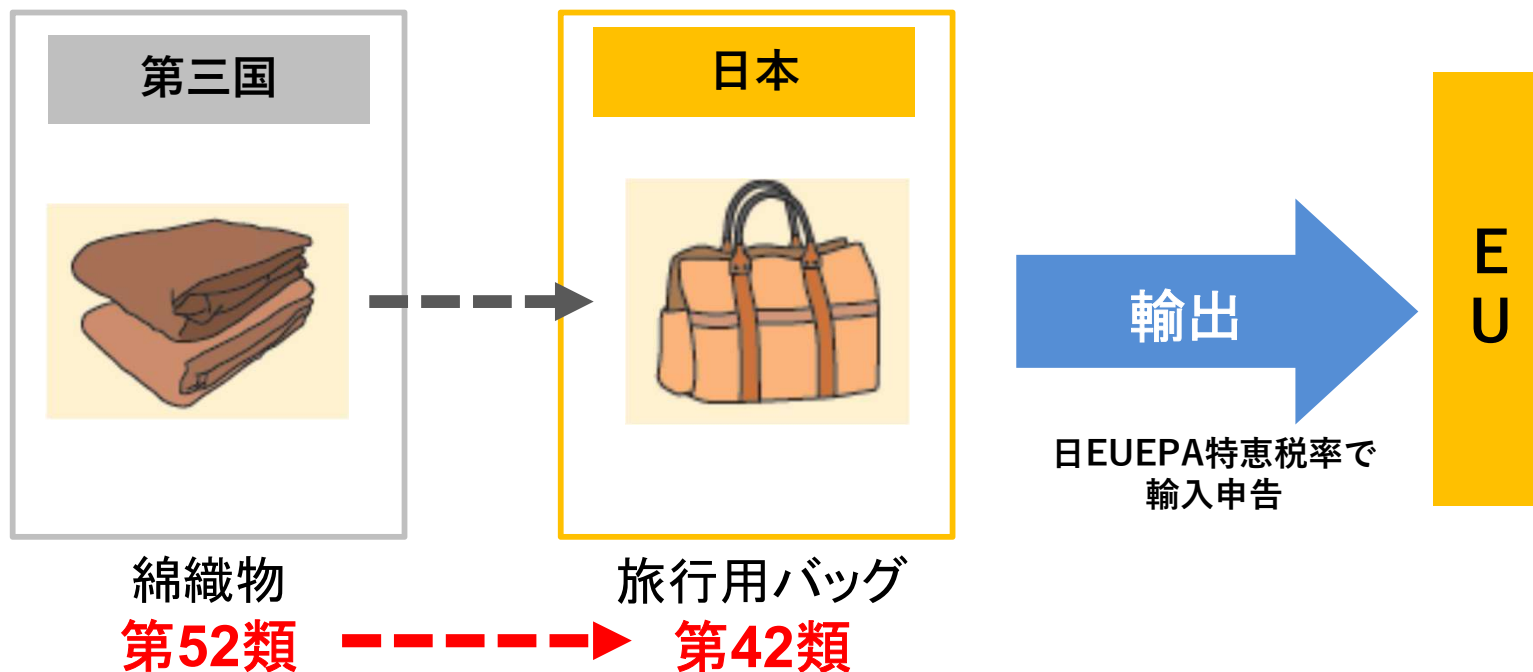 第三国
日本
輸出
E
U
日EUEPA特恵税率で
輸入申告
綿織物
旅行用バッグ
第52類
第42類